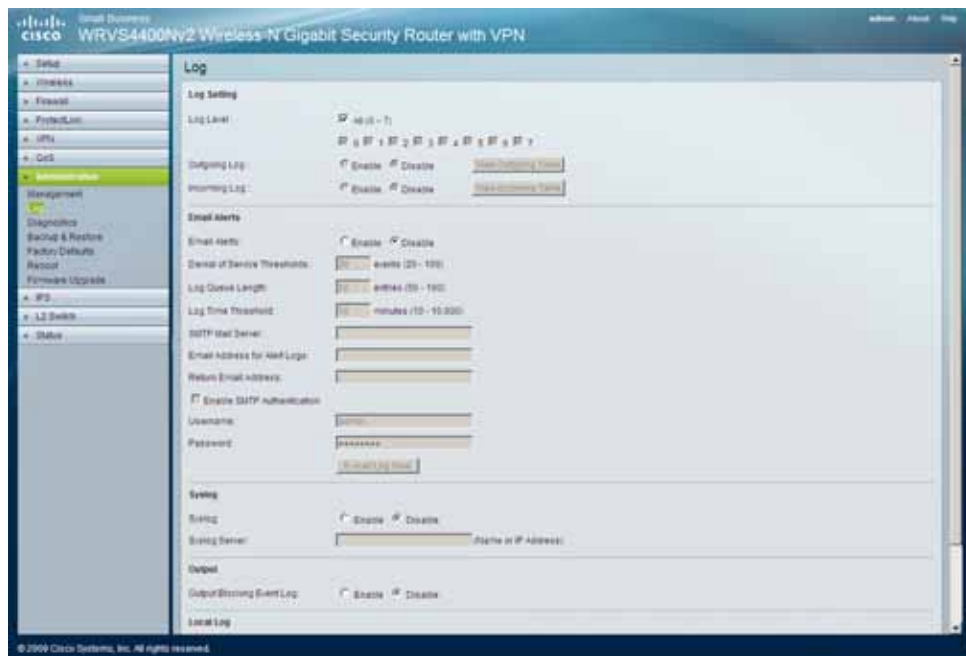 Small Business
cisco WRVS4400Nv2 Wireless-N Gigabit Security Router with VPN
admin About Help
Setup
Wireless
Firewall
ProtectLink
VPN
QoS
Administration
Management
Log
Diagnostics
Backup & Restore
Factory Defaults
Reboot
Firmware Upgrade
IPS
L2 Switch
Status
Log
Log Setting
Log Level: All (0 - 7)
0 1 2 3 4 5 6 7
Outgoing Log: Enable Disable View Outgoing Table
Incoming Log: Enable Disable View Incoming Table
Email Alerts
Email Alerts: Enable Disable
Denial of Service Thresholds: events (20 - 100)
Log Queue Length: entries (50 - 100)
Log Time Threshold: minutes (10 - 10,000)
SMTP Mail Server:
Email Address for Alert Logs:
Return Email Address:
Enable SMTP Authentication
Username: admin
Password:
E-mail Log Now
Syslog
Syslog: Enable Disable
Syslog Server: (Name or IP Address)
Output
Output Blocking Event Log: Enable Disable
Local Log
© 2009 Cisco Systems, Inc. All rights reserved.